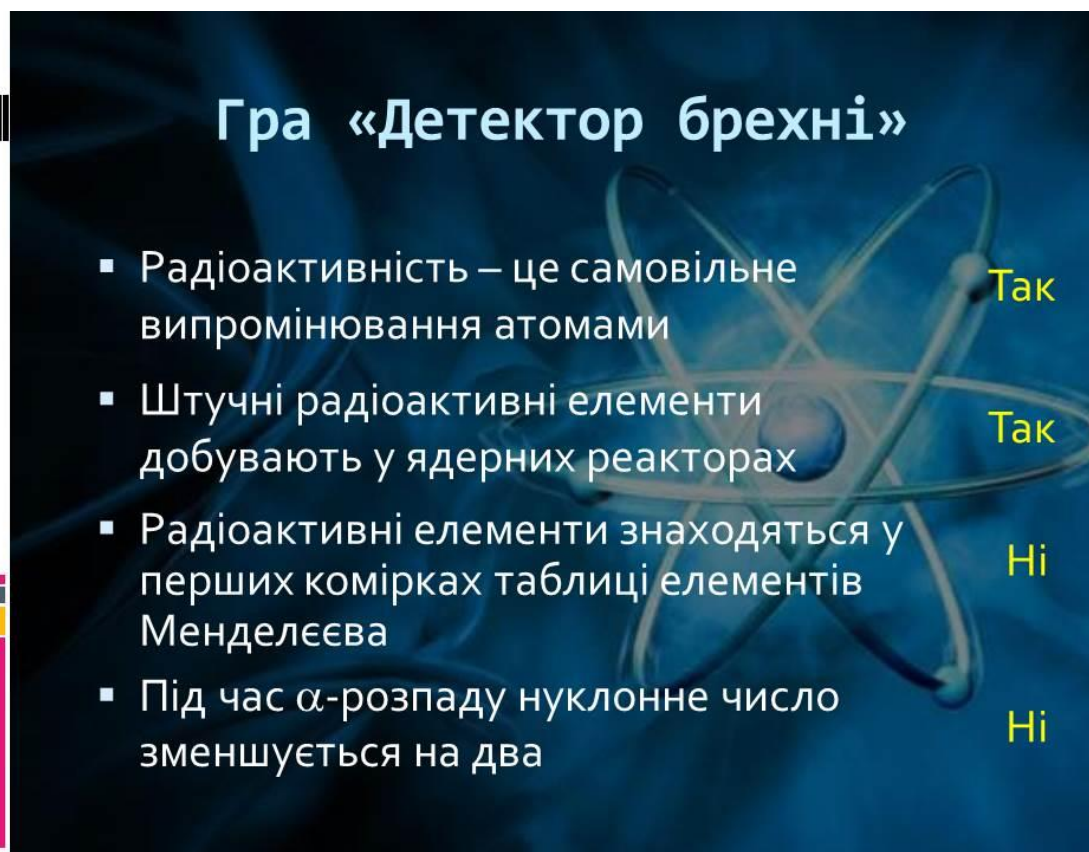 Гра «Детектор брехні»
▪ Радіоактивність – це самовільне
випромінювання атомами
Так
▪ Штучні радіоактивні елементи
добувають у ядерних реакторах
Так
▪ Радіоактивні елементи знаходяться у
перших комірках таблиці елементів
Менделєєва
Ні
▪ Під час α-розпаду нуклонне число
зменшується на два
Ні